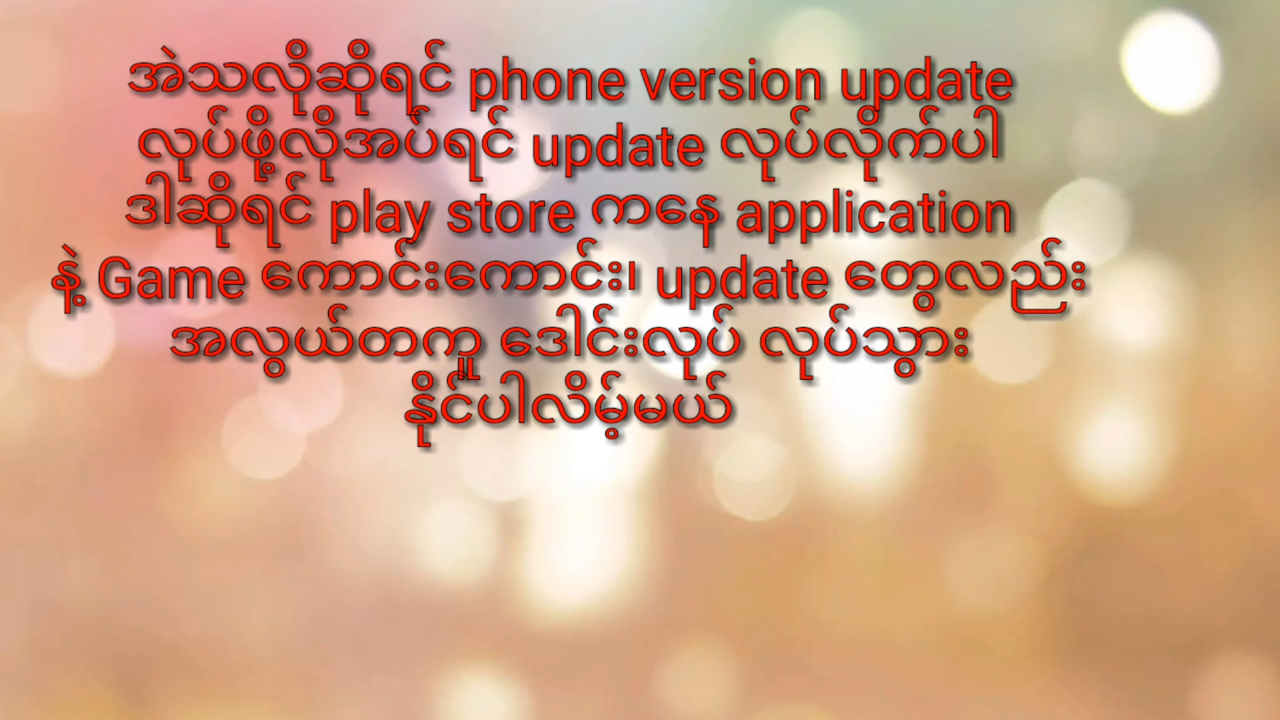 အဲသလိုဆိုရင် phone version update
လုပ်ဖို့လိုအပ်ရင် update လုပ်လိုက်ပါ
ဒါဆိုရင် play store ကနေ application
နဲ့ Game ကောင်းကောင်း၊ update တွေလည်း
အလွယ်တကူ ဒေါင်းလုပ် လုပ်သွား
နိုင်ပါလိမ့်မယ်